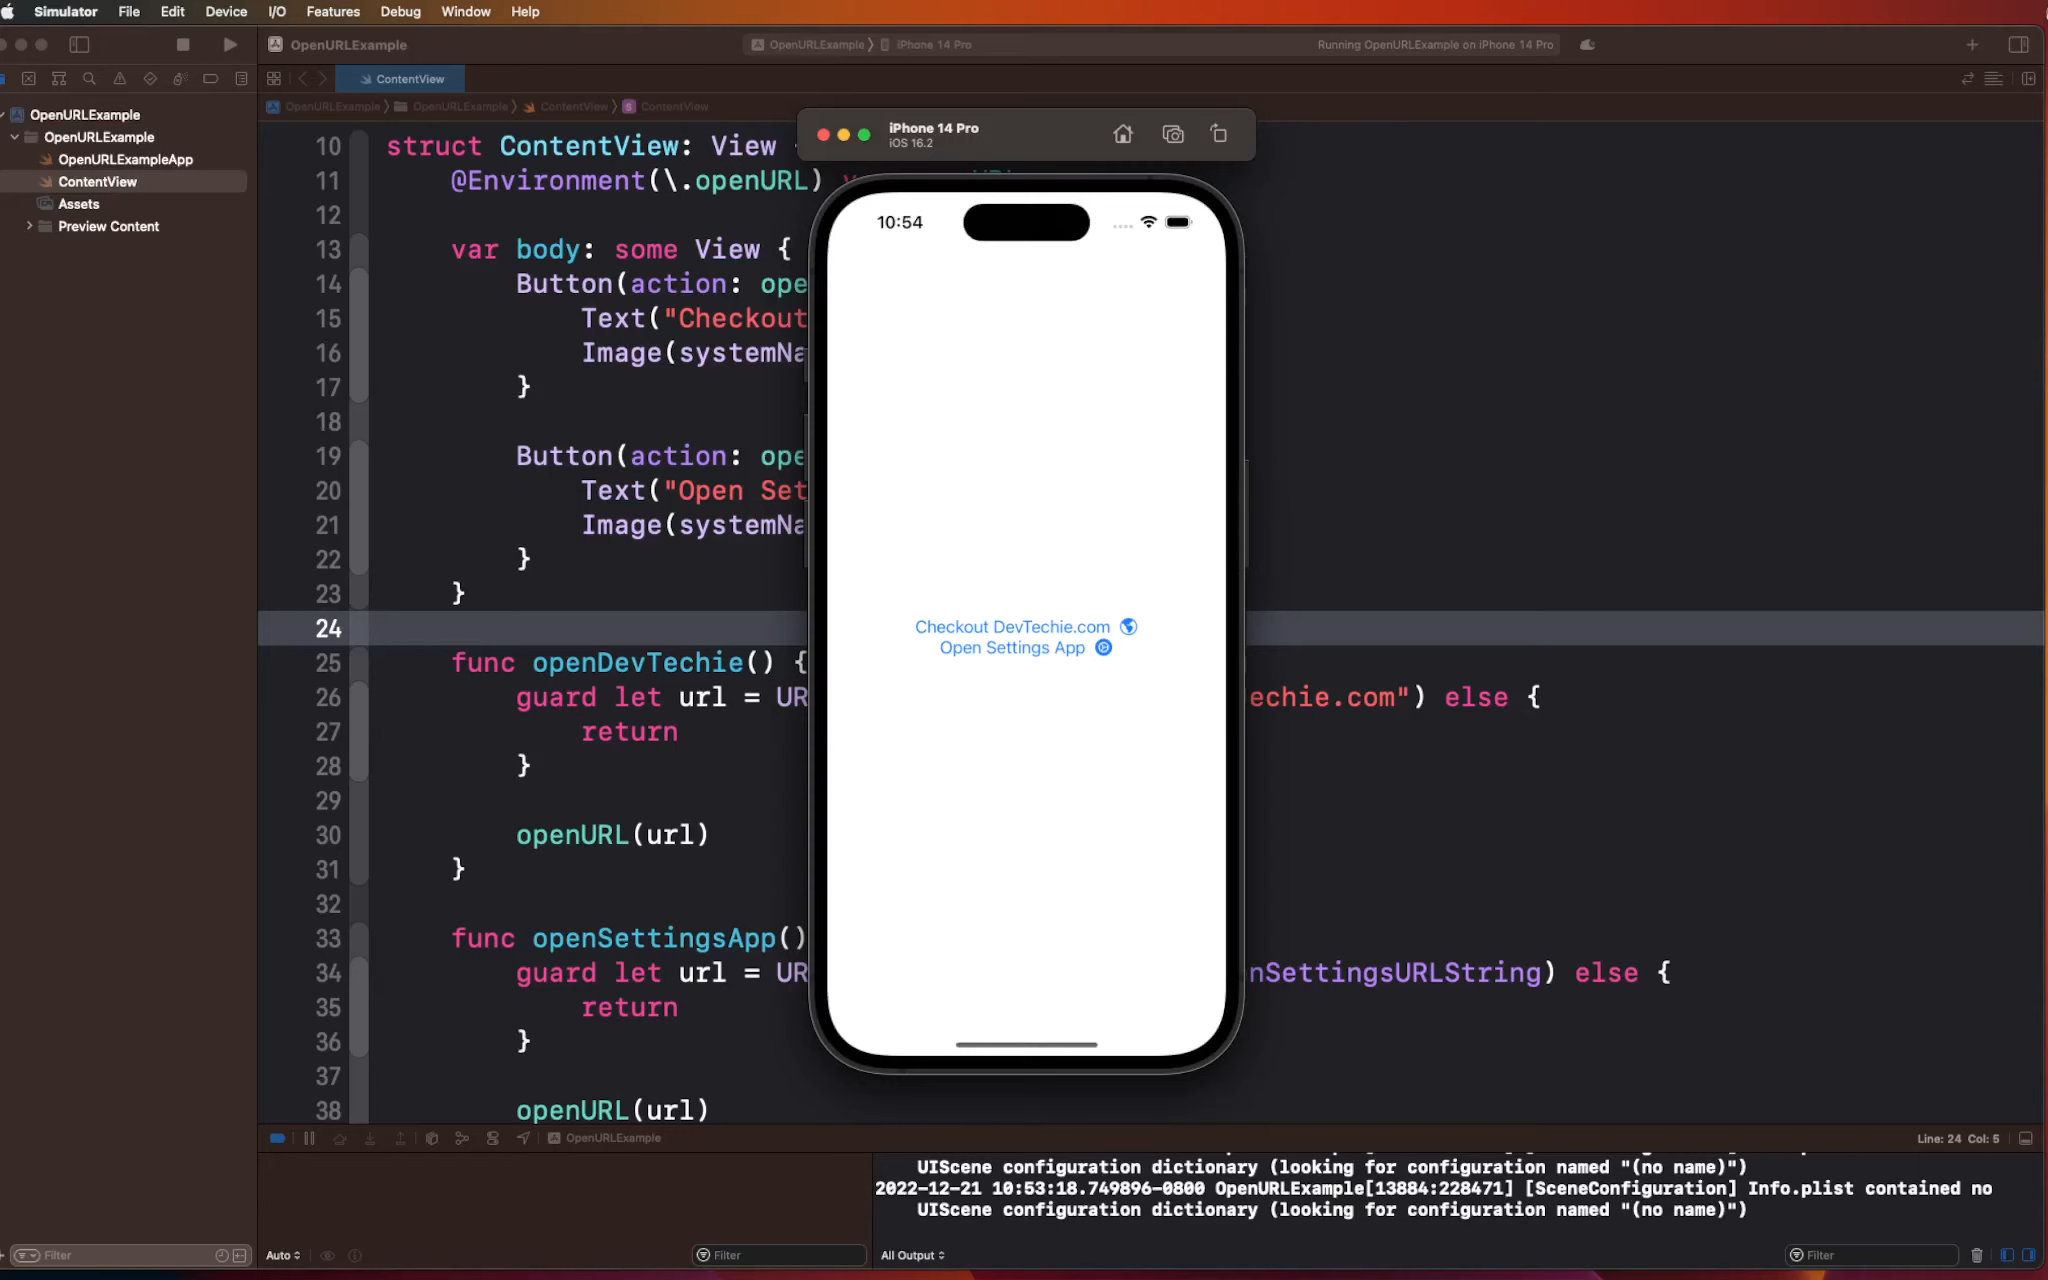 Simulator File Edit Device I/O Features Debug Window Help
OpenURLExample
OpenURLExample iPhone 14 Pro
Running OpenURLExample on iPhone 14 Pro
ContentView
OpenURLExample OpenURLExample ContentView S ContentView
OpenURLExample
OpenURLExample
OpenURLExampleApp
ContentView
Assets
Preview Content
10 struct ContentView: View
11 @Environment(\.openURL)
12
13 var body: some View {
14 Button(action: ope
15 Text("Checkout
16 Image(systemNa
17 }
18
19 Button(action: ope
20 Text("Open Set
21 Image(systemNa
22 }
23 }
24
25 func openDevTechie() {
26 guard let url = UR echie.com") else {
27 return
28 }
29
30 openURL(url)
31 }
32
33 func openSettingsApp()
34 guard let url = UR nSettingsURLString) else {
35 return
36 }
37
38 openURL(url)
iPhone 14 Pro
iOS 16.2
10:54
Checkout DevTechie.com
Open Settings App
OpenURLExample
Line: 24 Col: 5
UIScene configuration dictionary (looking for configuration named "(no name)")
2022-12-21 10:53:18.749896-0800 OpenURLExample[13884:228471] [SceneConfiguration] Info.plist contained no
UIScene configuration dictionary (looking for configuration named "(no name)")
Filter
Auto
Filter
All Output
Filter